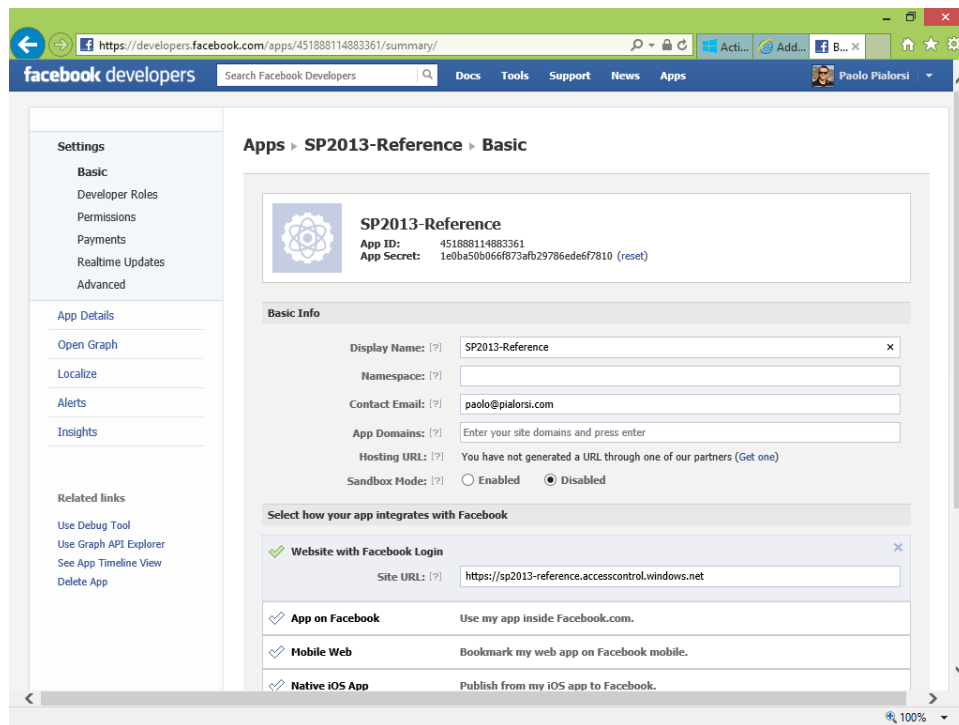 https://developers.facebook.com/apps/451888114883361/summary/
Acti...
Add...
B...
facebook developers
Search Facebook Developers
Docs Tools Support News Apps
Paolo Pialorsi
Settings
Basic
Developer Roles
Permissions
Payments
Realtime Updates
Advanced
App Details
Open Graph
Localize
Alerts
Insights
Related links
Use Debug Tool
Use Graph API Explorer
See App Timeline View
Delete App
Apps ▸ SP2013-Reference ▸ Basic
SP2013-Reference
App ID: 451888114883361
App Secret: 1e0ba50b066f873afb29786ede6f7810 (reset)
Basic Info
Display Name: [?] SP2013-Reference
Namespace: [?]
Contact Email: [?] paolo@pialorsi.com
App Domains: [?] Enter your site domains and press enter
Hosting URL: [?] You have not generated a URL through one of our partners (Get one)
Sandbox Mode: [?] Enabled Disabled
Select how your app integrates with Facebook
Website with Facebook Login
Site URL: [?] https://sp2013-reference.accesscontrol.windows.net
App on Facebook Use my app inside Facebook.com.
Mobile Web Bookmark my web app on Facebook mobile.
Native iOS App Publish from my iOS app to Facebook.
100%